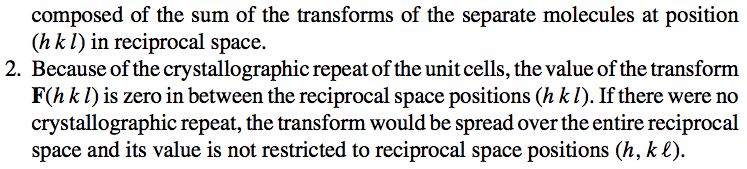 composed of the sum of the transforms of the separate molecules at position
(h k l) in reciprocal space.
2. Because of the crystallographic repeat of the unit cells, the value of the transform
F(h k l) is zero in between the reciprocal space positions (h k l). If there were no
crystallographic repeat, the transform would be spread over the entire reciprocal
space and its value is not restricted to reciprocal space positions (h, k ℓ).